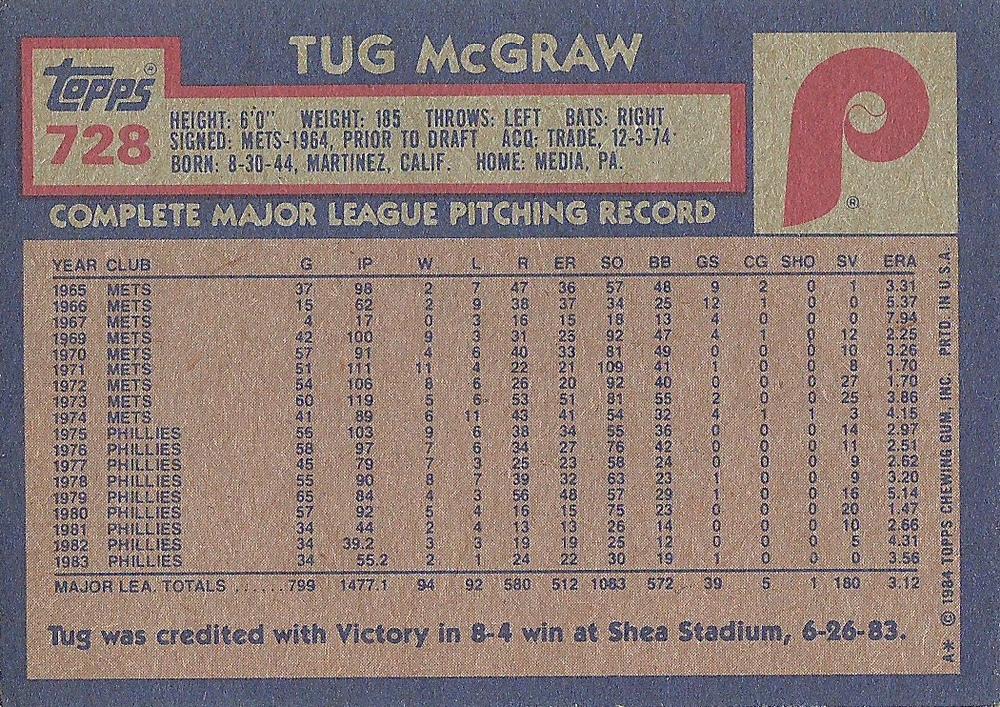 TUG McGRAW
topps®
728
HEIGHT: 6'0" WEIGHT: 185 THROWS: LEFT BATS: RIGHT
SIGNED: METS-1964, PRIOR TO DRAFT ACQ: TRADE, 12-3-74
BORN: 8-30-44, MARTINEZ, CALIF. HOME: MEDIA, PA.
P ®
COMPLETE MAJOR LEAGUE PITCHING RECORD
YEAR CLUB G IP W L R ER SO BB GS CG SHO SV ERA
1965 METS 37 98 2 7 47 36 57 48 9 2 0 1 3.31
1966 METS 15 62 2 9 38 37 34 25 12 1 0 0 5.37
1967 METS 4 17 0 3 16 15 18 13 4 0 0 0 7.94
1969 METS 42 100 9 3 31 25 92 47 4 1 0 12 2.25
1970 METS 57 91 4 6 40 33 81 49 0 0 0 10 3.26
1971 METS 51 111 11 4 22 21 109 41 1 0 0 8 1.70
1972 METS 54 106 8 6 26 20 92 40 0 0 0 27 1.70
1973 METS 60 119 5 6 53 51 81 55 2 0 0 25 3.86
1974 METS 41 89 6 11 43 41 54 32 4 1 1 3 4.15
1975 PHILLIES 56 103 9 6 38 34 55 36 0 0 0 14 2.97
1976 PHILLIES 58 97 7 6 34 27 76 42 0 0 0 11 2.51
1977 PHILLIES 45 79 7 3 25 23 58 24 0 0 0 9 2.62
1978 PHILLIES 55 90 8 7 39 32 63 23 1 0 0 9 3.20
1979 PHILLIES 65 84 4 3 56 48 57 29 1 0 0 16 5.14
1980 PHILLIES 57 92 5 4 16 15 75 23 0 0 0 20 1.47
1981 PHILLIES 34 44 2 4 13 13 26 14 0 0 0 10 2.66
1982 PHILLIES 34 39.2 3 3 19 19 25 12 0 0 0 5 4.31
1983 PHILLIES 34 55.2 2 1 24 22 30 19 1 0 0 0 3.56
MAJOR LEA. TOTALS ......799 1477.1 94 92 580 512 1083 572 39 5 1 180 3.12
Tug was credited with Victory in 8-4 win at Shea Stadium, 6-26-83.
A* © 1984 TOPPS CHEWING GUM, INC. PRTD. IN U.S.A.